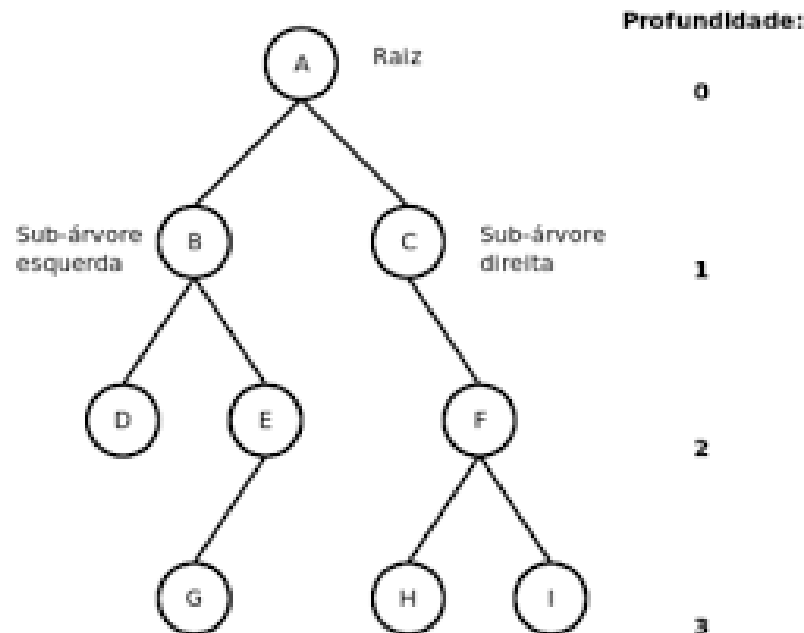 Profundidade:
A
Raiz
0
Sub-árvore
esquerda
B
C
Sub-árvore
direita
1
D
E
F
2
G
H
I
3